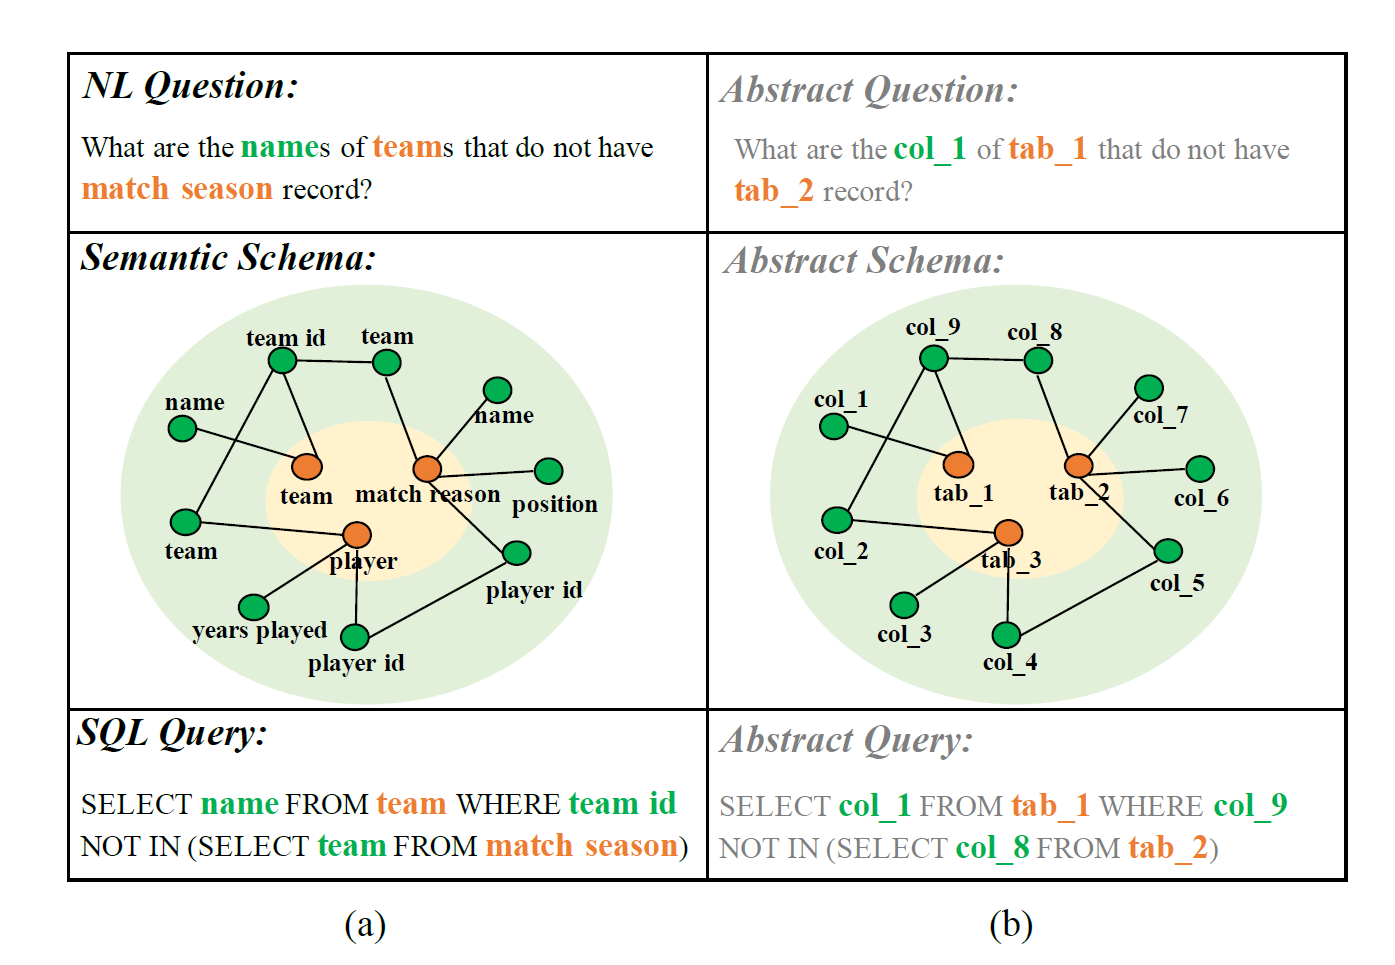 NL Question:
What are the names of teams that do not have
match season record?
Abstract Question:
What are the col_1 of tab_1 that do not have
tab_2 record?
Semantic Schema:
team id
team
name
name
team
match reason
position
team
player
player id
years played
player id
Abstract Schema:
col_9
col_8
col_1
col_7
tab_1
tab_2
col_6
col_2
tab_3
col_5
col_3
col_4
SQL Query:
SELECT name FROM team WHERE team id
NOT IN (SELECT team FROM match season)
Abstract Query:
SELECT col_1 FROM tab_1 WHERE col_9
NOT IN (SELECT col_8 FROM tab_2)
(a)
(b)